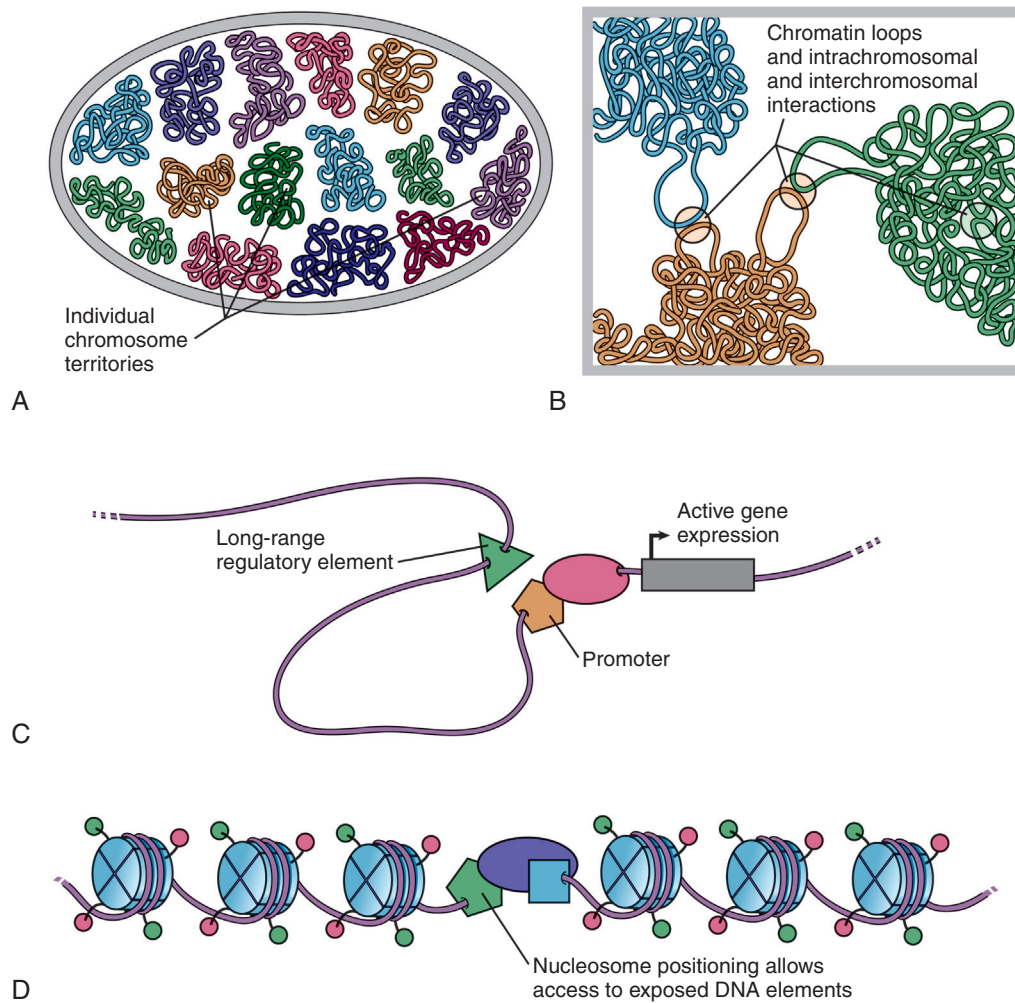 Individual
chromosome
territories
A
Chromatin loops
and intrachromosomal
and interchromosomal
interactions
B
Long-range
regulatory element
Active gene
expression
Promoter
C
Nucleosome positioning allows
access to exposed DNA elements
D